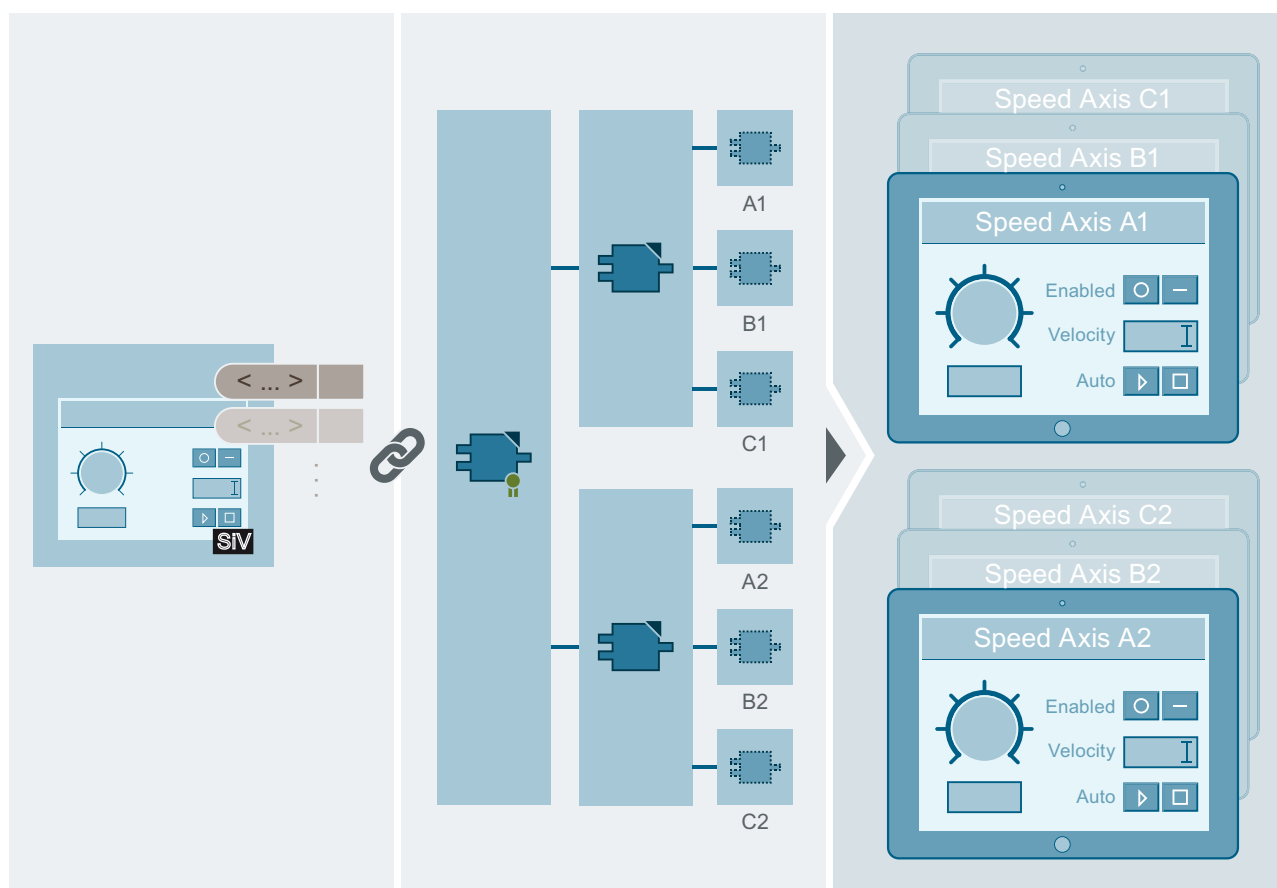 < ... >
< ... >
SiV
A1
B1
C1
A2
B2
C2
Speed Axis C1
Speed Axis B1
Speed Axis A1
Enabled
Velocity
Auto
Speed Axis C2
Speed Axis B2
Speed Axis A2
Enabled
Velocity
Auto